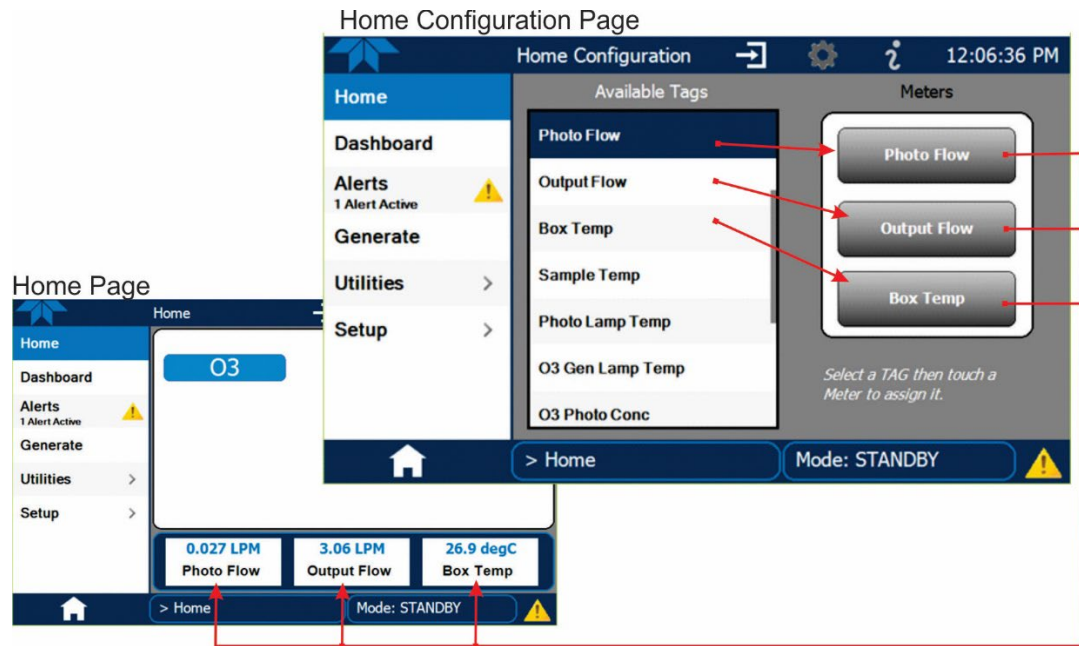 Home Configuration Page
Home Configuration
12:06:36 PM
Home
Dashboard
Alerts
1 Alert Active
Generate
Utilities >
Setup >
Available Tags
Photo Flow
Output Flow
Box Temp
Sample Temp
Photo Lamp Temp
O3 Gen Lamp Temp
O3 Photo Conc
Meters
Photo Flow
Output Flow
Box Temp
Select a TAG then touch a
Meter to assign it.
> Home
Mode: STANDBY
Home Page
Home
Home
Dashboard
Alerts
1 Alert Active
Generate
Utilities >
Setup >
O3
0.027 LPM
Photo Flow
3.06 LPM
Output Flow
26.9 degC
Box Temp
> Home
Mode: STANDBY